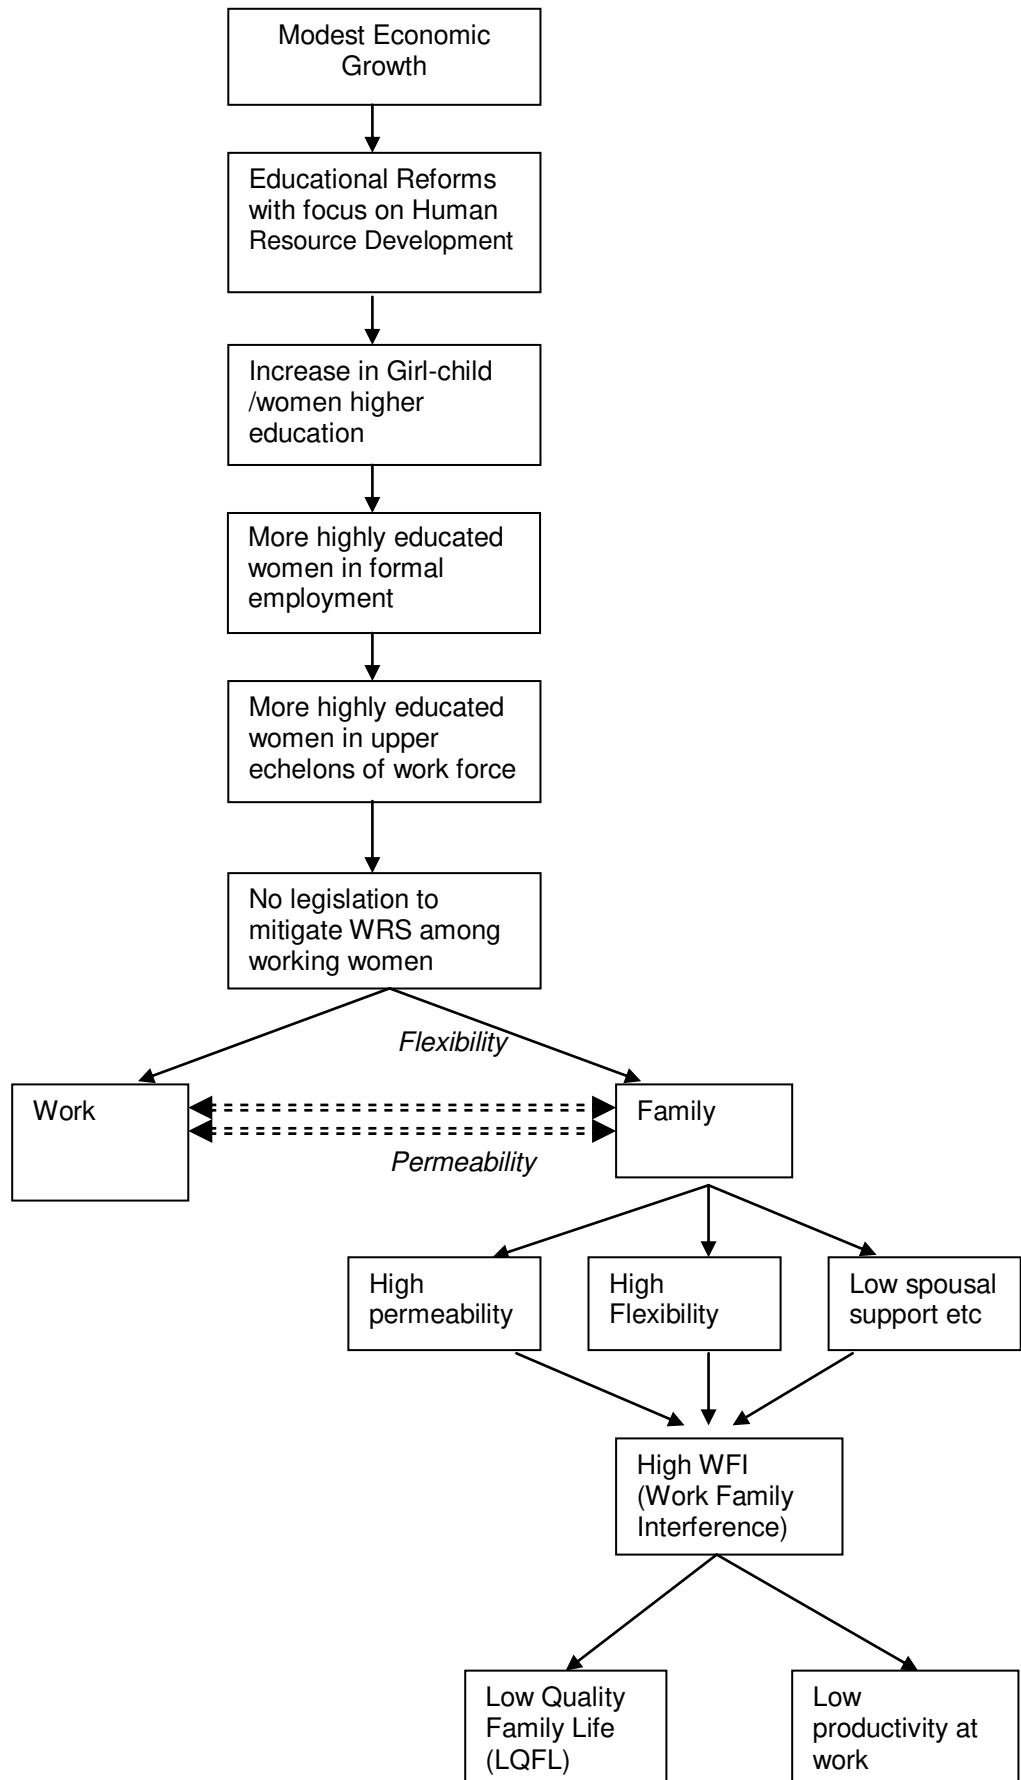 Modest Economic
Growth
Educational Reforms
with focus on Human
Resource Development
Increase in Girl-child
/women higher
education
More highly educated
women in formal
employment
More highly educated
women in upper
echelons of work force
No legislation to
mitigate WRS among
working women
Flexibility
Work
Family
Permeability
High
permeability
High
Flexibility
Low spousal
support etc
High WFI
(Work Family
Interference)
Low Quality
Family Life
(LQFL)
Low
productivity at
work